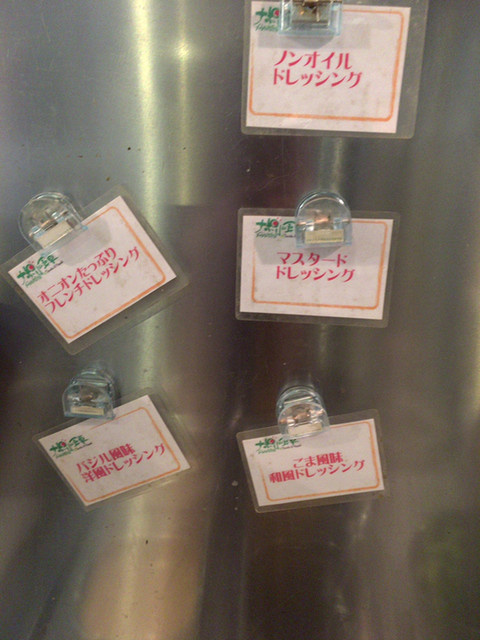 ノンオイル
ドレッシング
オニオンたっぷり
フレンチドレッシング
マスタード
ドレッシング
バジル風味
洋風ドレッシング
ごま風味
和風ドレッシング